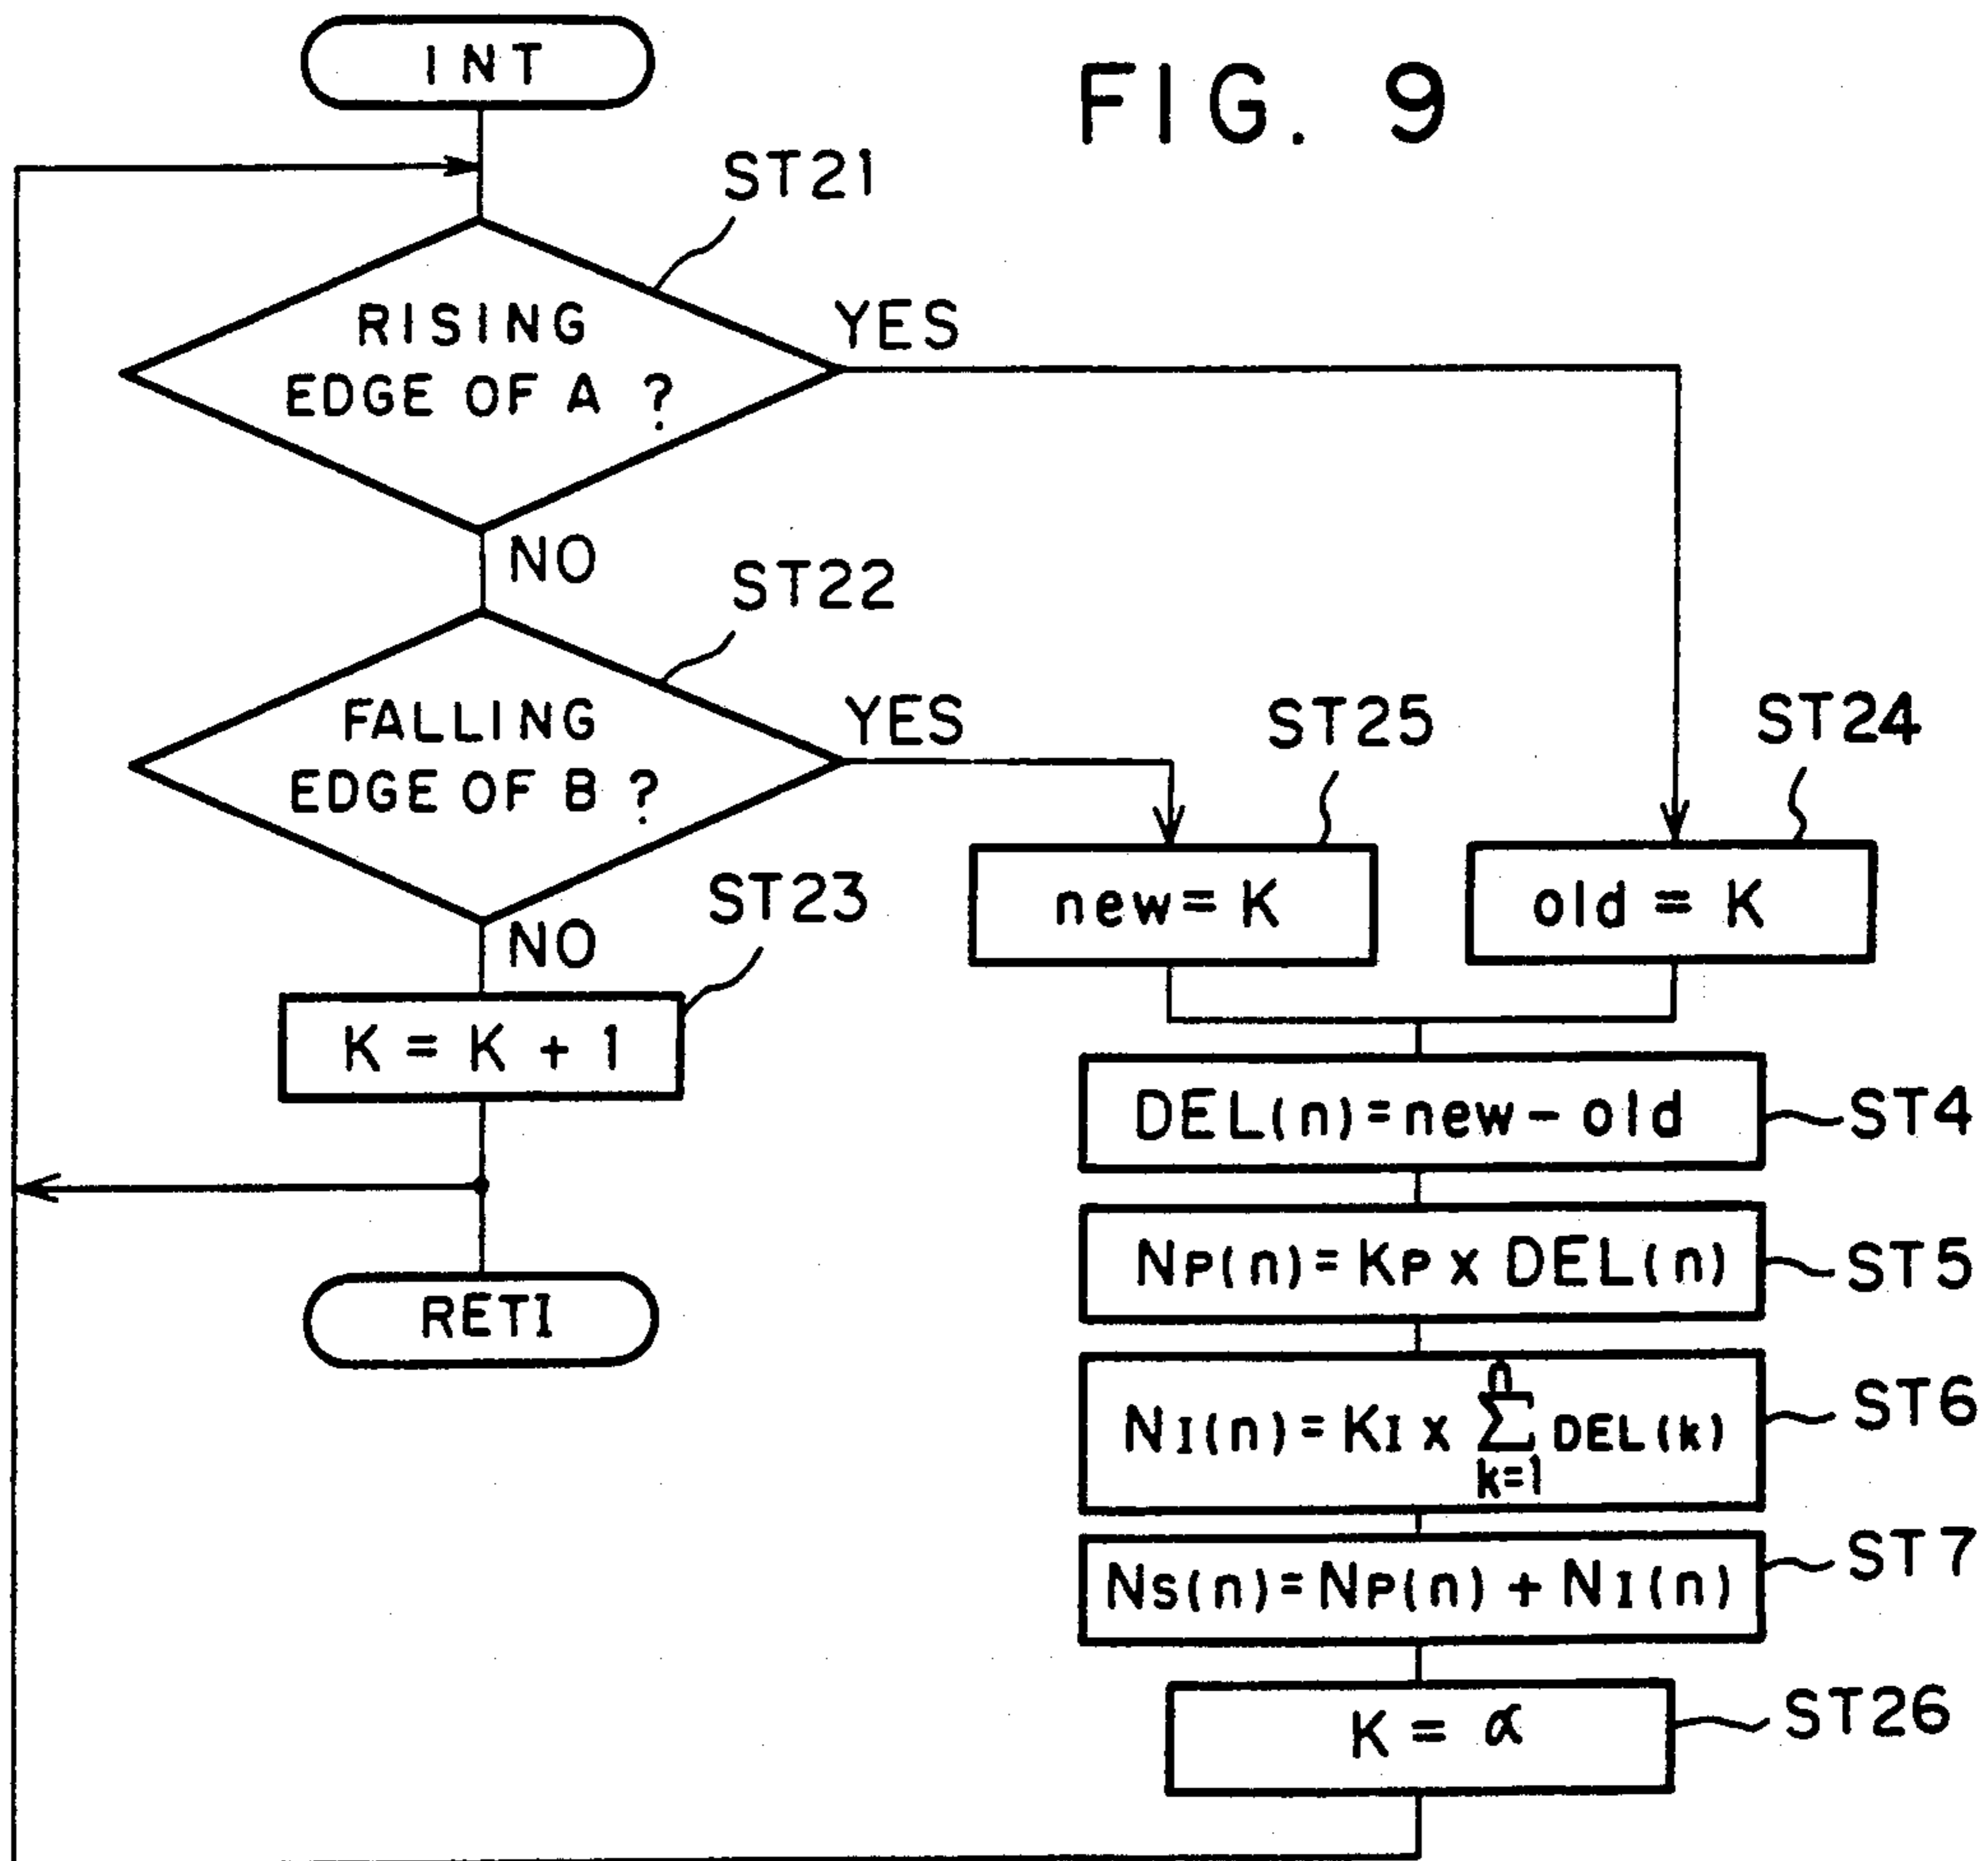 INT
FIG. 9
ST21
RISING
EDGE OF A ?
YES
NO
ST22
FALLING
EDGE OF B ?
YES
ST25
ST24
new = K
old = K
NO
ST23
K = K + 1
DEL(n) = new - old
ST4
NP(n) = KP x DEL(n)
ST5
RETI
NI(n) = KI x n∑k=1 DEL(k)
ST6
NS(n) = NP(n) + NI(n)
ST7
K = α
ST26